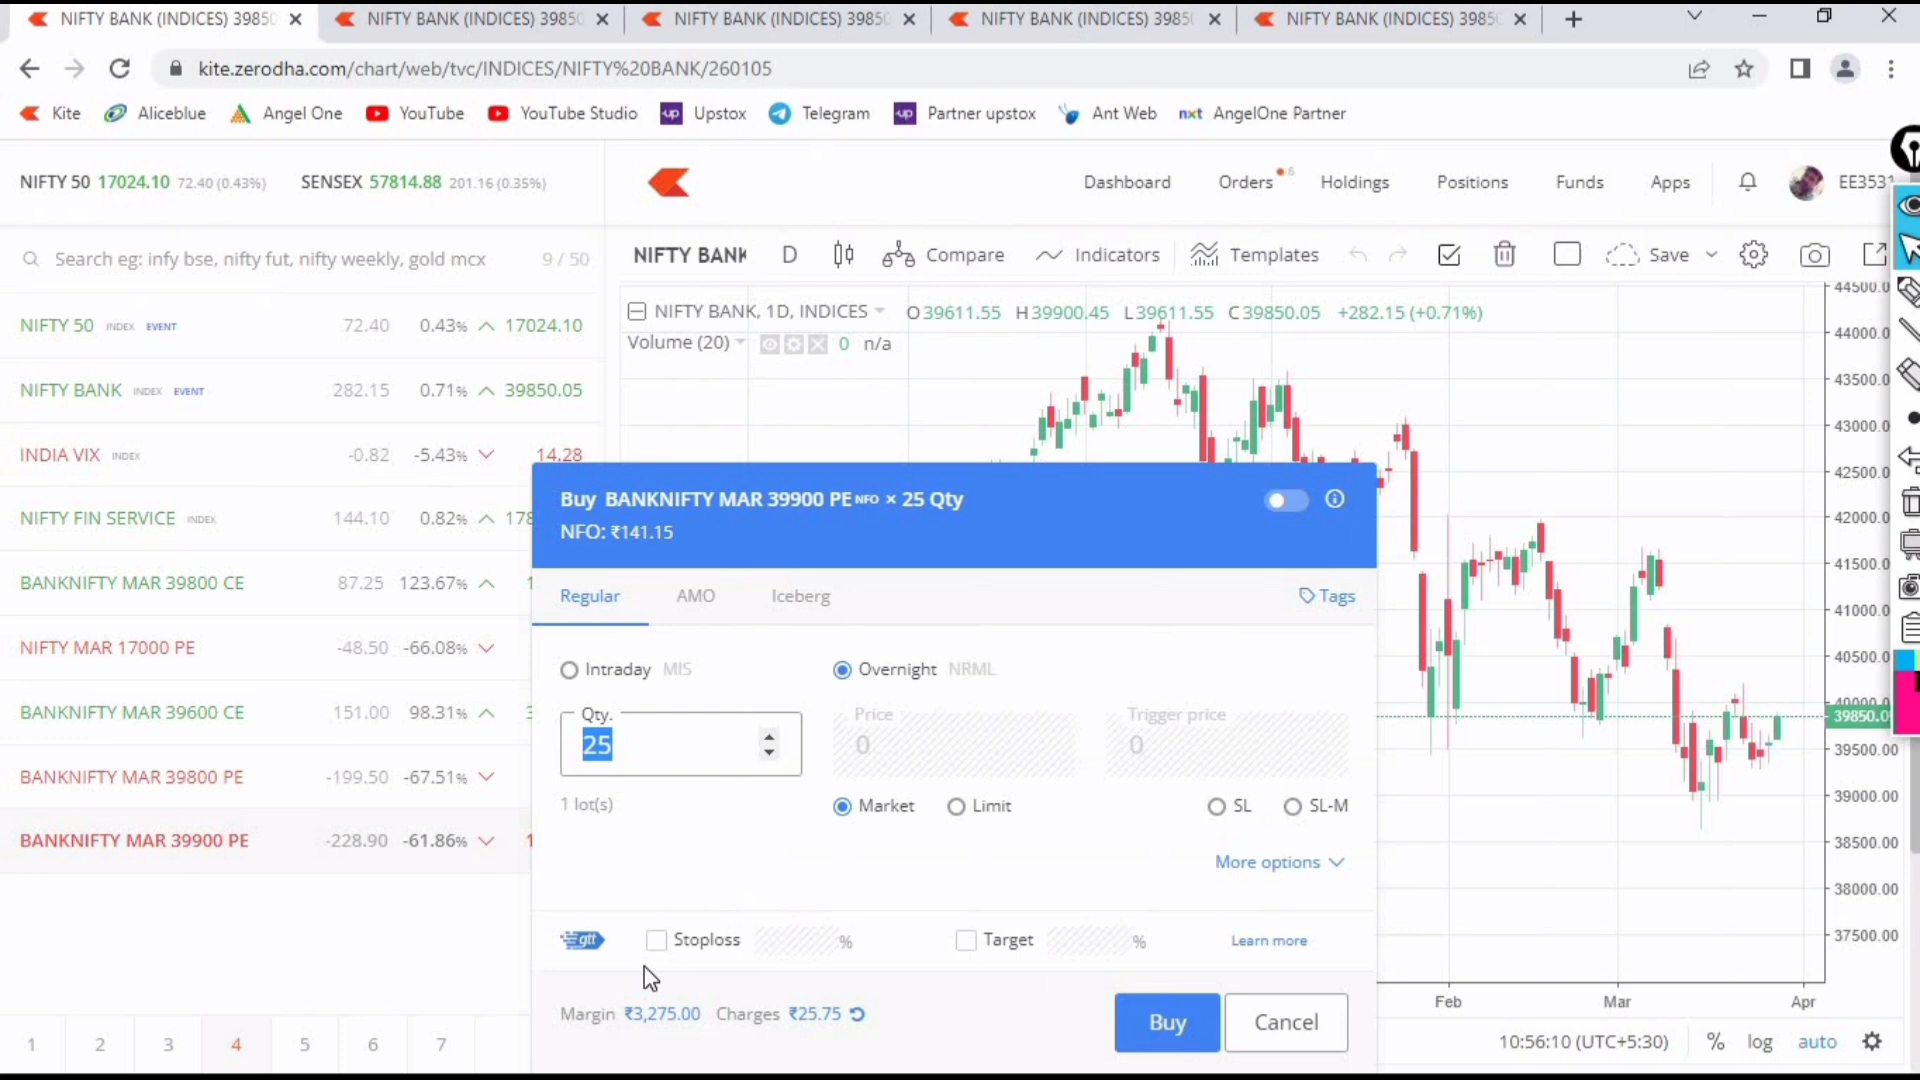 NIFTY BANK (INDICES) 39850
NIFTY BANK (INDICES) 39850
NIFTY BANK (INDICES) 39850
NIFTY BANK (INDICES) 3985
NIFTY BANK (INDICES) 3985
kite.zerodha.com/chart/web/tvc/INDICES/NIFTY%20BANK/260105
Kite Aliceblue Angel One YouTube YouTube Studio Upstox Telegram Partner upstox Ant Web nxt AngelOne Partner
NIFTY 50 17024.10 72.40 (0.43%) SENSEX 57814.88 201.16 (0.35%)
Dashboard Orders 6 Holdings Positions Funds Apps EE3531
Search eg: infy bse, nifty fut, nifty weekly, gold mcx 9 / 50
NIFTY BANK D Compare Indicators Templates Save
NIFTY 50 INDEX EVENT 72.40 0.43% 17024.10
NIFTY BANK INDEX EVENT 282.15 0.71% 39850.05
INDIA VIX INDEX -0.82 -5.43% 14.28
NIFTY FIN SERVICE INDEX 144.10 0.82% 178
BANKNIFTY MAR 39800 CE 87.25 123.67% 1
NIFTY MAR 17000 PE -48.50 -66.08%
BANKNIFTY MAR 39600 CE 151.00 98.31% 3
BANKNIFTY MAR 39800 PE -199.50 -67.51%
BANKNIFTY MAR 39900 PE -228.90 -61.86% 1
1 2 3 4 5 6 7
NIFTY BANK, 1D, INDICES O39611.55 H39900.45 L39611.55 C39850.05 +282.15 (+0.71%)
Volume (20) 0 n/a
44500.0
44000.0
43500.0
43000.0
42500.0
42000.0
41500.0
41000.0
40500.0
40000.0
39850.0
39500.00
39000.00
38500.00
38000.00
37500.00
Feb Mar Apr
10:56:10 (UTC+5:30) % log auto
Buy BANKNIFTY MAR 39900 PE NFO × 25 Qty
NFO: ₹141.15
Regular AMO Iceberg Tags
Intraday MIS Overnight NRML
Qty. Price Trigger price
25 0 0
1 lot(s) Market Limit SL SL-M
More options
gtt Stoploss % Target % Learn more
Margin ₹3,275.00 Charges ₹25.75 Buy Cancel